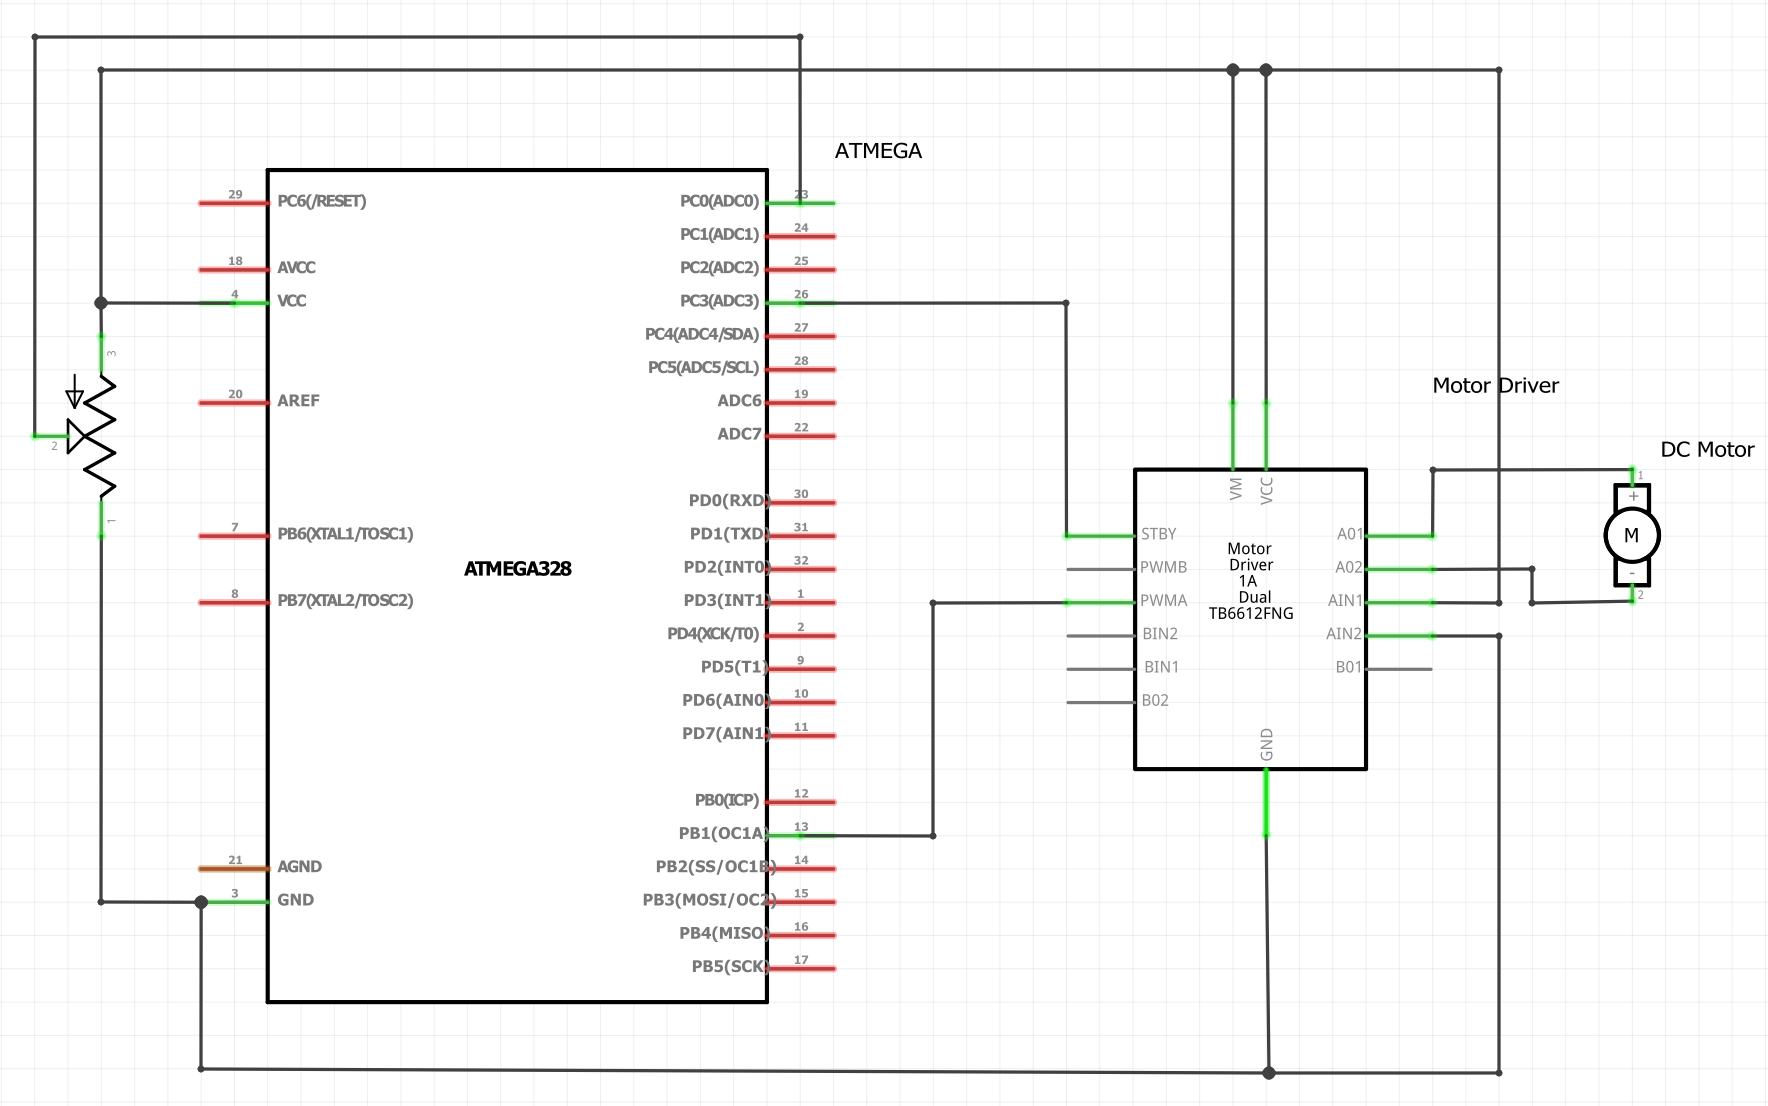 ATMEGA
29 PC6(/RESET)
18 AVCC
4 VCC
20 AREF
7 PB6(XTAL1/TOSC1)
8 PB7(XTAL2/TOSC2)
21 AGND
3 GND
ATMEGA328
PC0(ADC0) 23
PC1(ADC1) 24
PC2(ADC2) 25
PC3(ADC3) 26
PC4(ADC4/SDA) 27
PC5(ADC5/SCL) 28
ADC6 19
ADC7 22
PD0(RXD) 30
PD1(TXD) 31
PD2(INT0) 32
PD3(INT1) 1
PD4(XCK/T0) 2
PD5(T1) 9
PD6(AIN0) 10
PD7(AIN1) 11
PB0(ICP) 12
PB1(OC1A) 13
PB2(SS/OC1B) 14
PB3(MOSI/OC2) 15
PB4(MISO) 16
PB5(SCK) 17
3
2
1
Motor Driver
VM
VCC
STBY
PWMB
PWMA
BIN2
BIN1
B02
Motor
Driver
1A
Dual
TB6612FNG
A01
A02
AIN1
AIN2
B01
GND
DC Motor
1
+
M
-
2